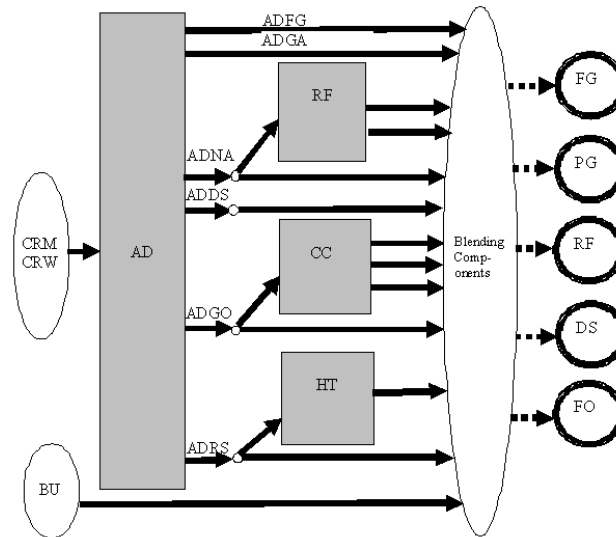 ADFG
ADGA
RF
FG
ADNA
PG
ADDS
CRM
CRW
AD
CC
Blending
Comp-
onents
RF
ADGO
DS
HT
FO
ADRS
BU